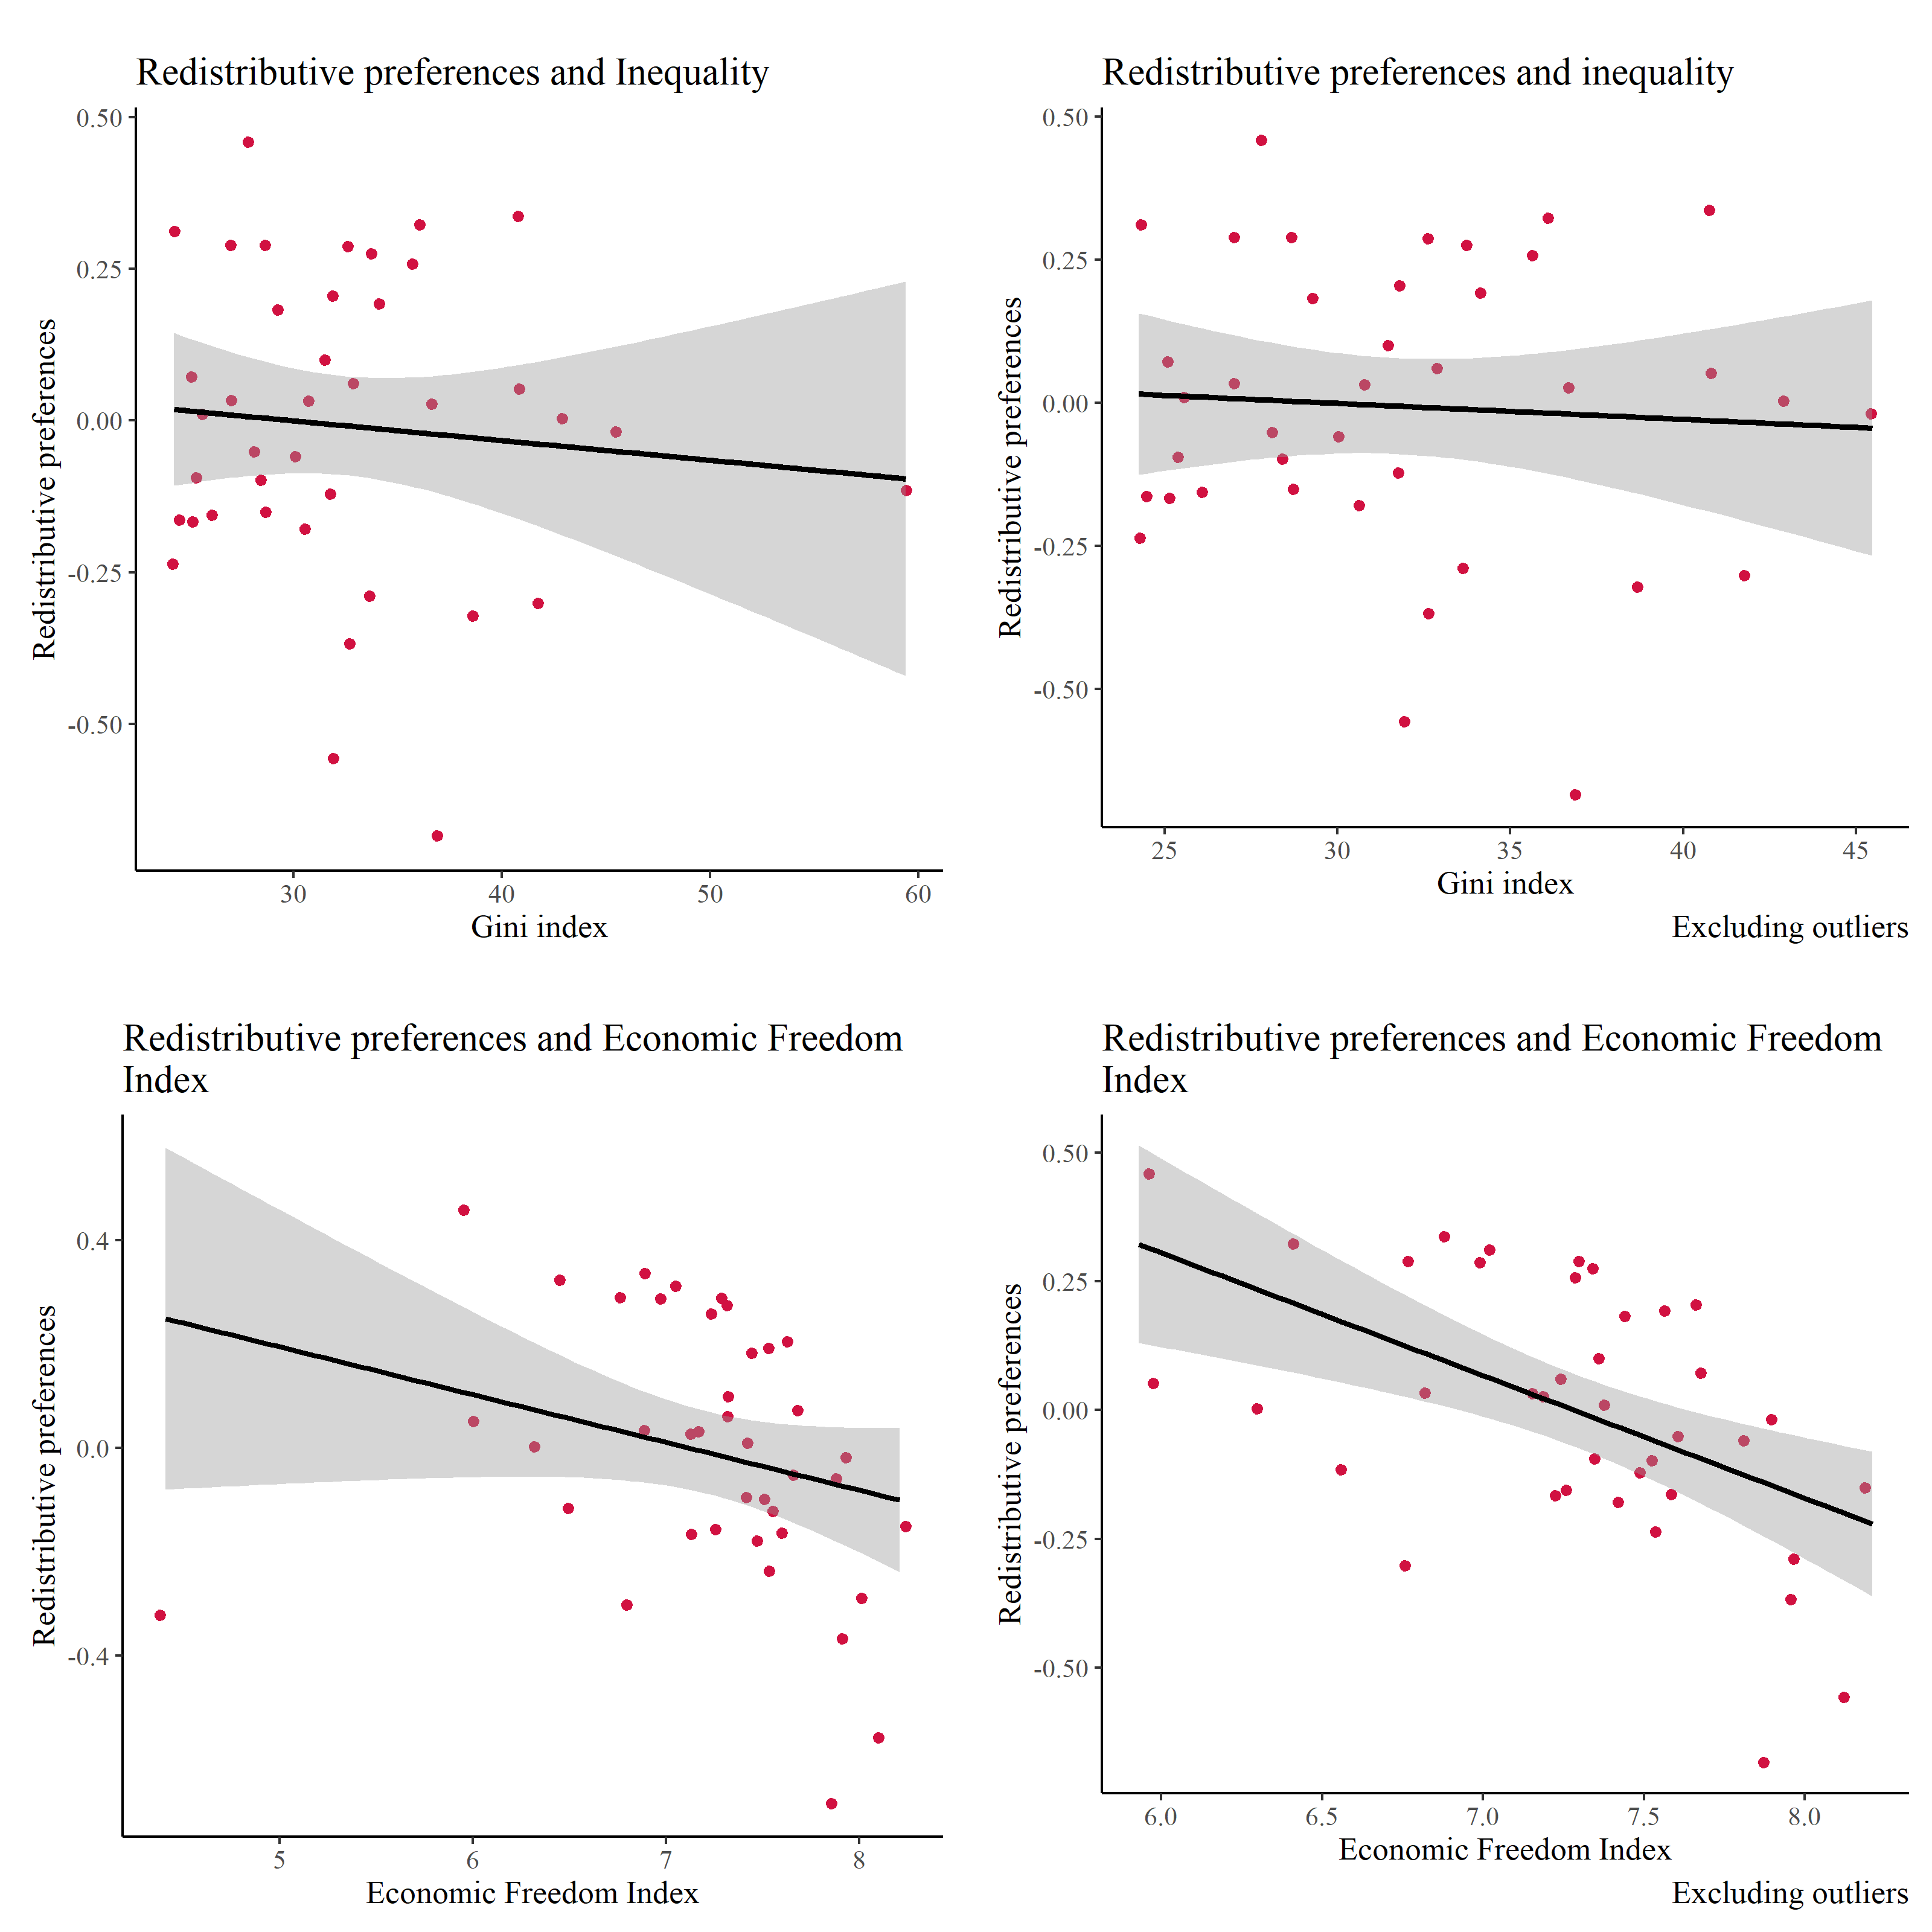 Redistributive preferences and Inequality
0.50
0.25
0.00
-0.25
-0.50
Redistributive preferences
30
40
50
60
Gini index
Redistributive preferences and inequality
0.50
0.25
0.00
-0.25
-0.50
Redistributive preferences
25
30
35
40
45
Gini index
Excluding outliers
Redistributive preferences and Economic Freedom
Index
0.4
0.0
-0.4
Redistributive preferences
5
6
7
8
Economic Freedom Index
Redistributive preferences and Economic Freedom
Index
0.50
0.25
0.00
-0.25
-0.50
Redistributive preferences
6.0
6.5
7.0
7.5
8.0
Economic Freedom Index
Excluding outliers